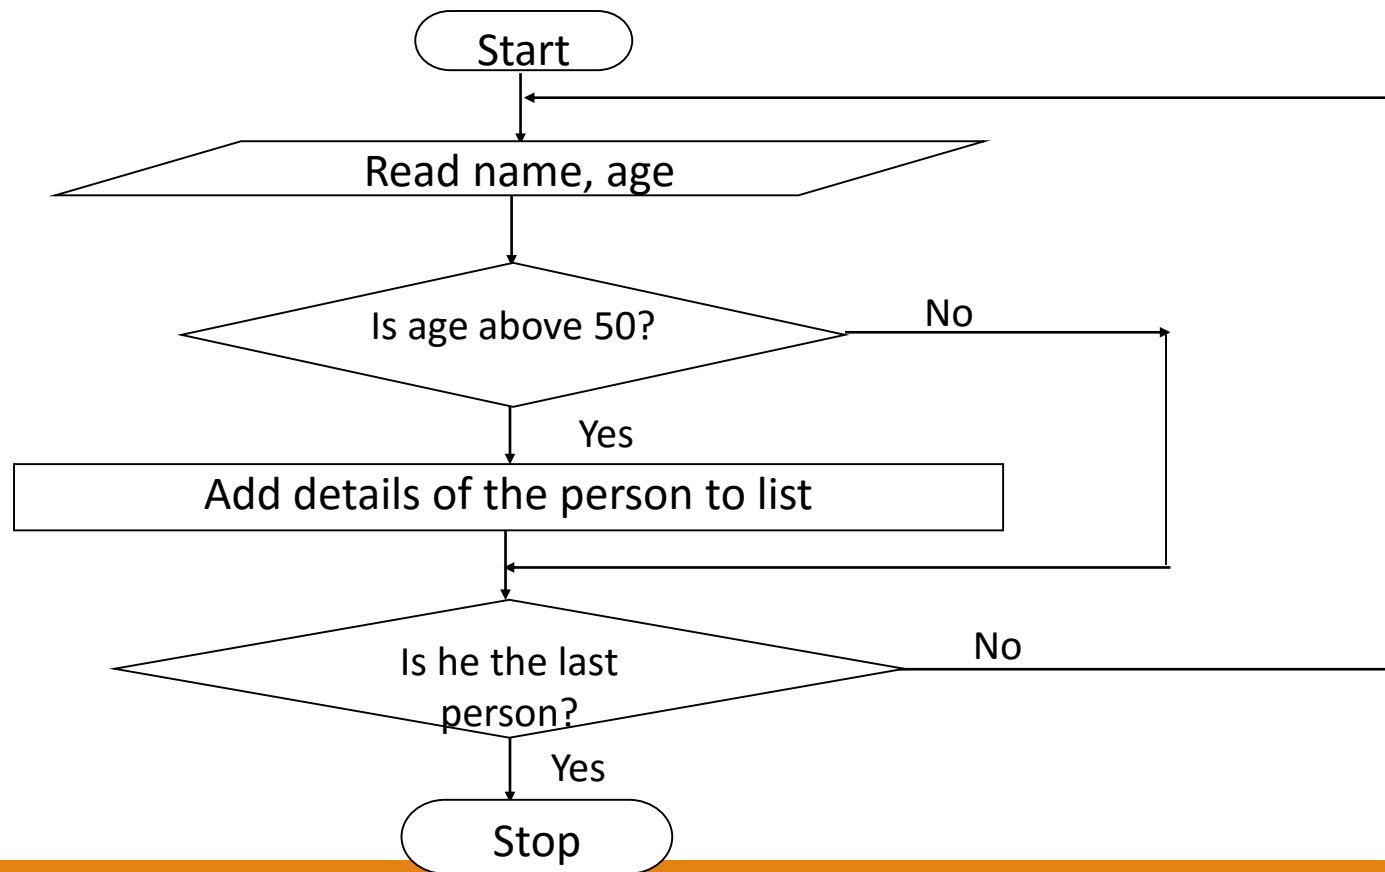 Start
Read name, age
Is age above 50?
No
Yes
Add details of the person to list
Is he the last
person?
No
Yes
Stop